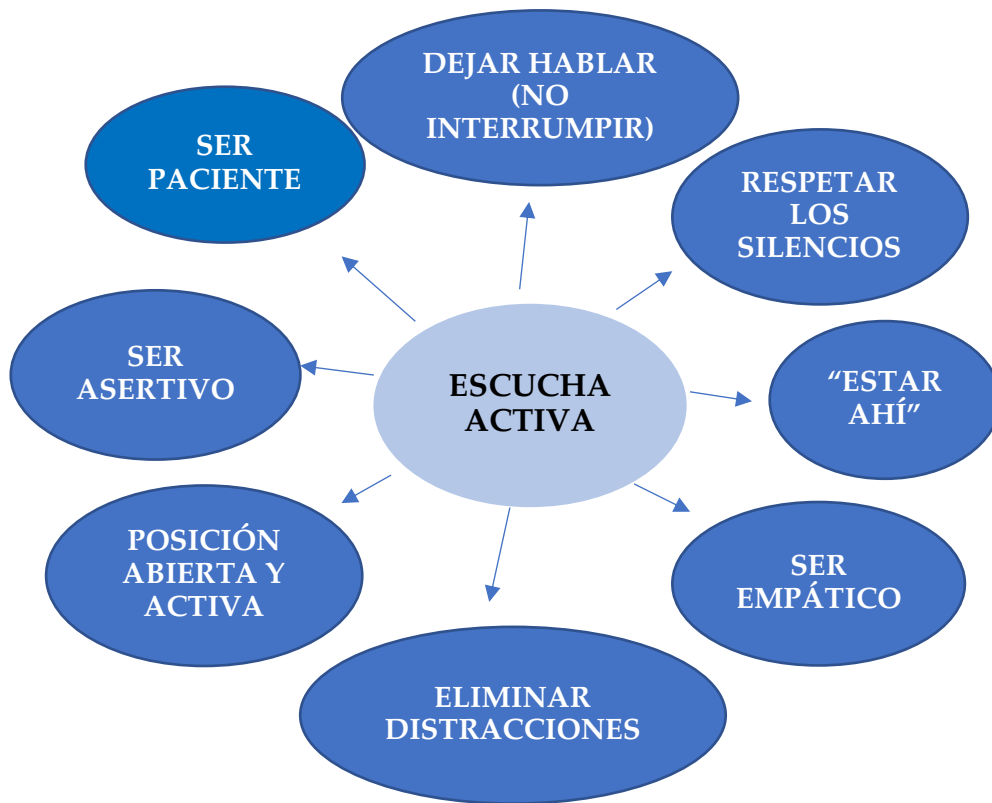 DEJAR HABLAR
(NO
INTERRUMPIR)
SER
PACIENTE
RESPETAR
LOS
SILENCIOS
SER
ASERTIVO
ESCUCHA
ACTIVA
“ESTAR
AHÍ”
POSICIÓN
ABIERTA Y
ACTIVA
SER
EMPÁTICO
ELIMINAR
DISTRACCIONES